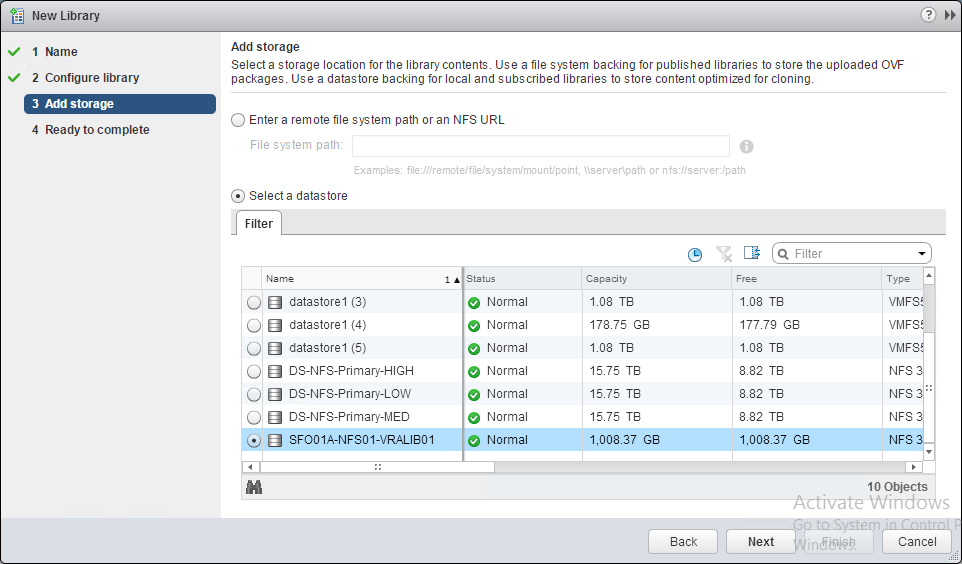 New Library
1 Name
2 Configure library
3 Add storage
4 Ready to complete
Add storage
Select a storage location for the library contents. Use a file system backing for published libraries to store the uploaded OVF
packages. Use a datastore backing for local and subscribed libraries to store content optimized for cloning.
Enter a remote file system path or an NFS URL
File system path:
Examples: file:///remote/file/system/mount/point, \\server\path or nfs://server:/path
Select a datastore
Filter
Filter
Name 1 Status Capacity Free Type
datastore1 (3) Normal 1.08 TB 1.08 TB VMFS5
datastore1 (4) Normal 178.75 GB 177.79 GB VMFS5
datastore1 (5) Normal 1.08 TB 1.08 TB VMFS5
DS-NFS-Primary-HIGH Normal 15.75 TB 8.82 TB NFS 3
DS-NFS-Primary-LOW Normal 15.75 TB 8.82 TB NFS 3
DS-NFS-Primary-MED Normal 15.75 TB 8.82 TB NFS 3
SFO01A-NFS01-VRALIB01 Normal 1,008.37 GB 1,008.37 GB NFS 3
10 Objects
Activate Windows
Go to System in Control P
Windows.
Back Next Finish Cancel